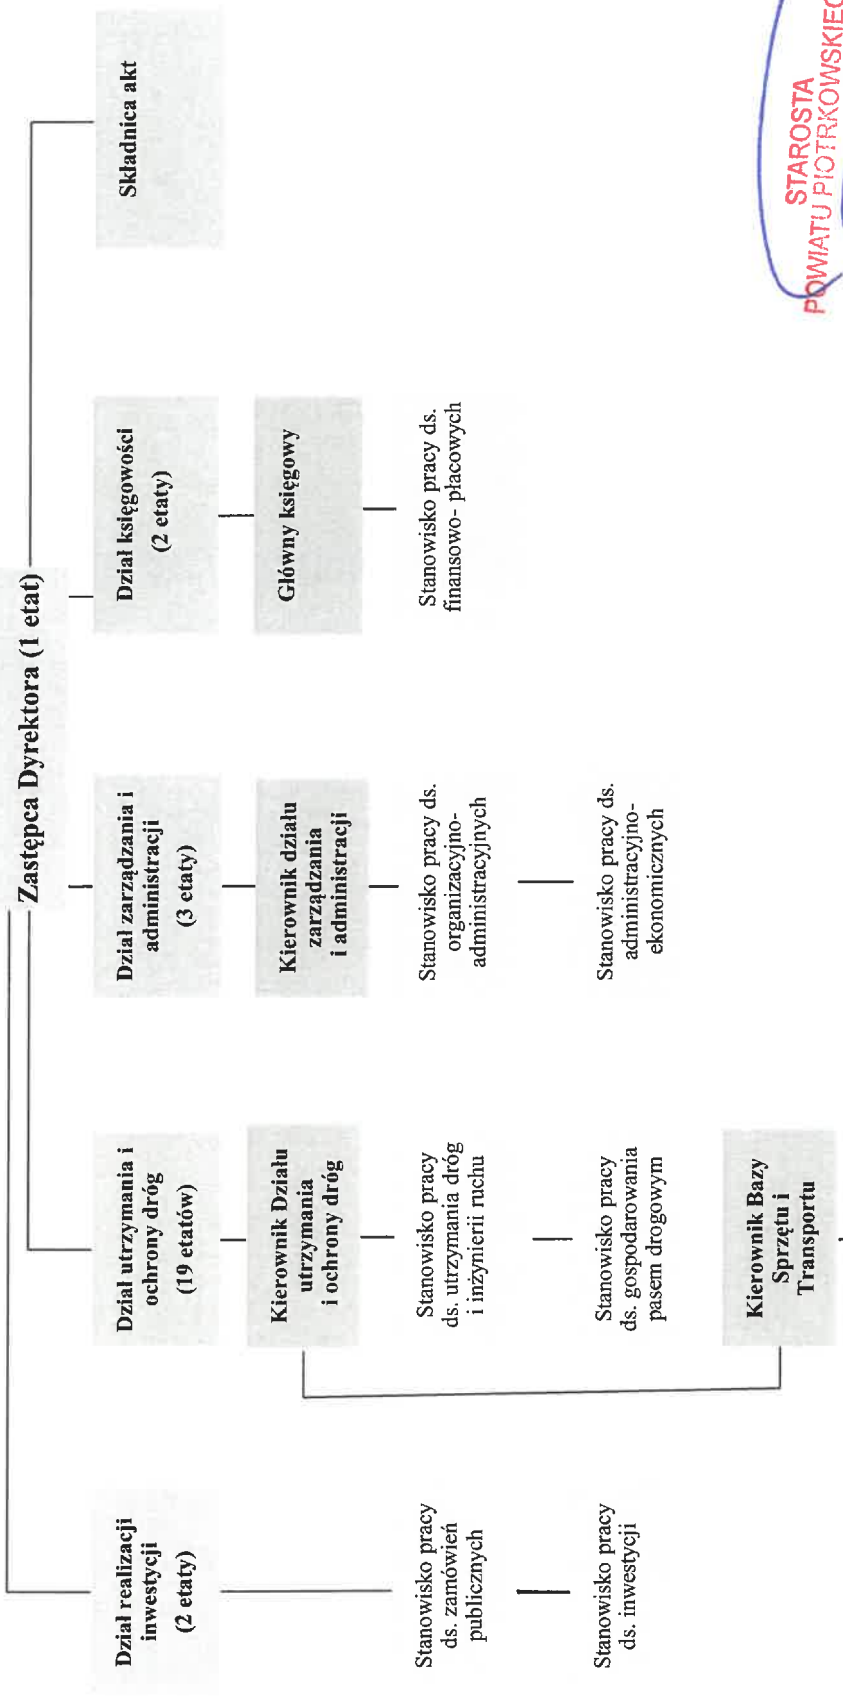 Zastępca Dyrektora (1 etat)
Dział realizacji
inwestycji
(2 etaty)
Stanowisko pracy
ds. zamówień
publicznych
Stanowisko pracy
ds. inwestycji
Dział utrzymania i
ochrony dróg
(19 etatów)
Kierownik Działu
utrzymania
i ochrony dróg
Stanowisko pracy
ds. utrzymania dróg
i inżynierii ruchu
Stanowisko pracy
ds. gospodarowania
pasem drogowym
Kierownik Bazy
Sprzętu i
Transportu
Dział zarządzania i
administracji
(3 etaty)
Kierownik działu
zarządzania
i administracji
Stanowisko pracy ds.
organizacyjno-
administracyjnych
Stanowisko pracy ds.
administracyjno-
ekonomicznych
Dział księgowości
(2 etaty)
Główny księgowy
Stanowisko pracy ds.
finansowo- płacowych
Składnica akt
STAROSTA
POWIATU